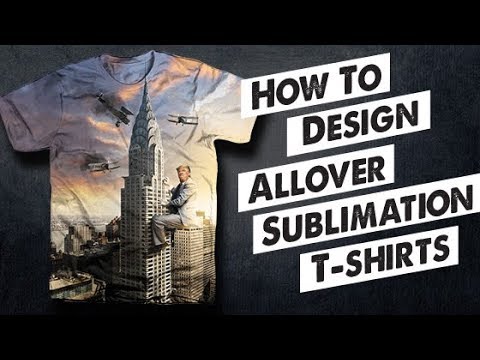 HOW TO
DESIGN
ALLOVER
SUBLIMATION
T-SHIRTS